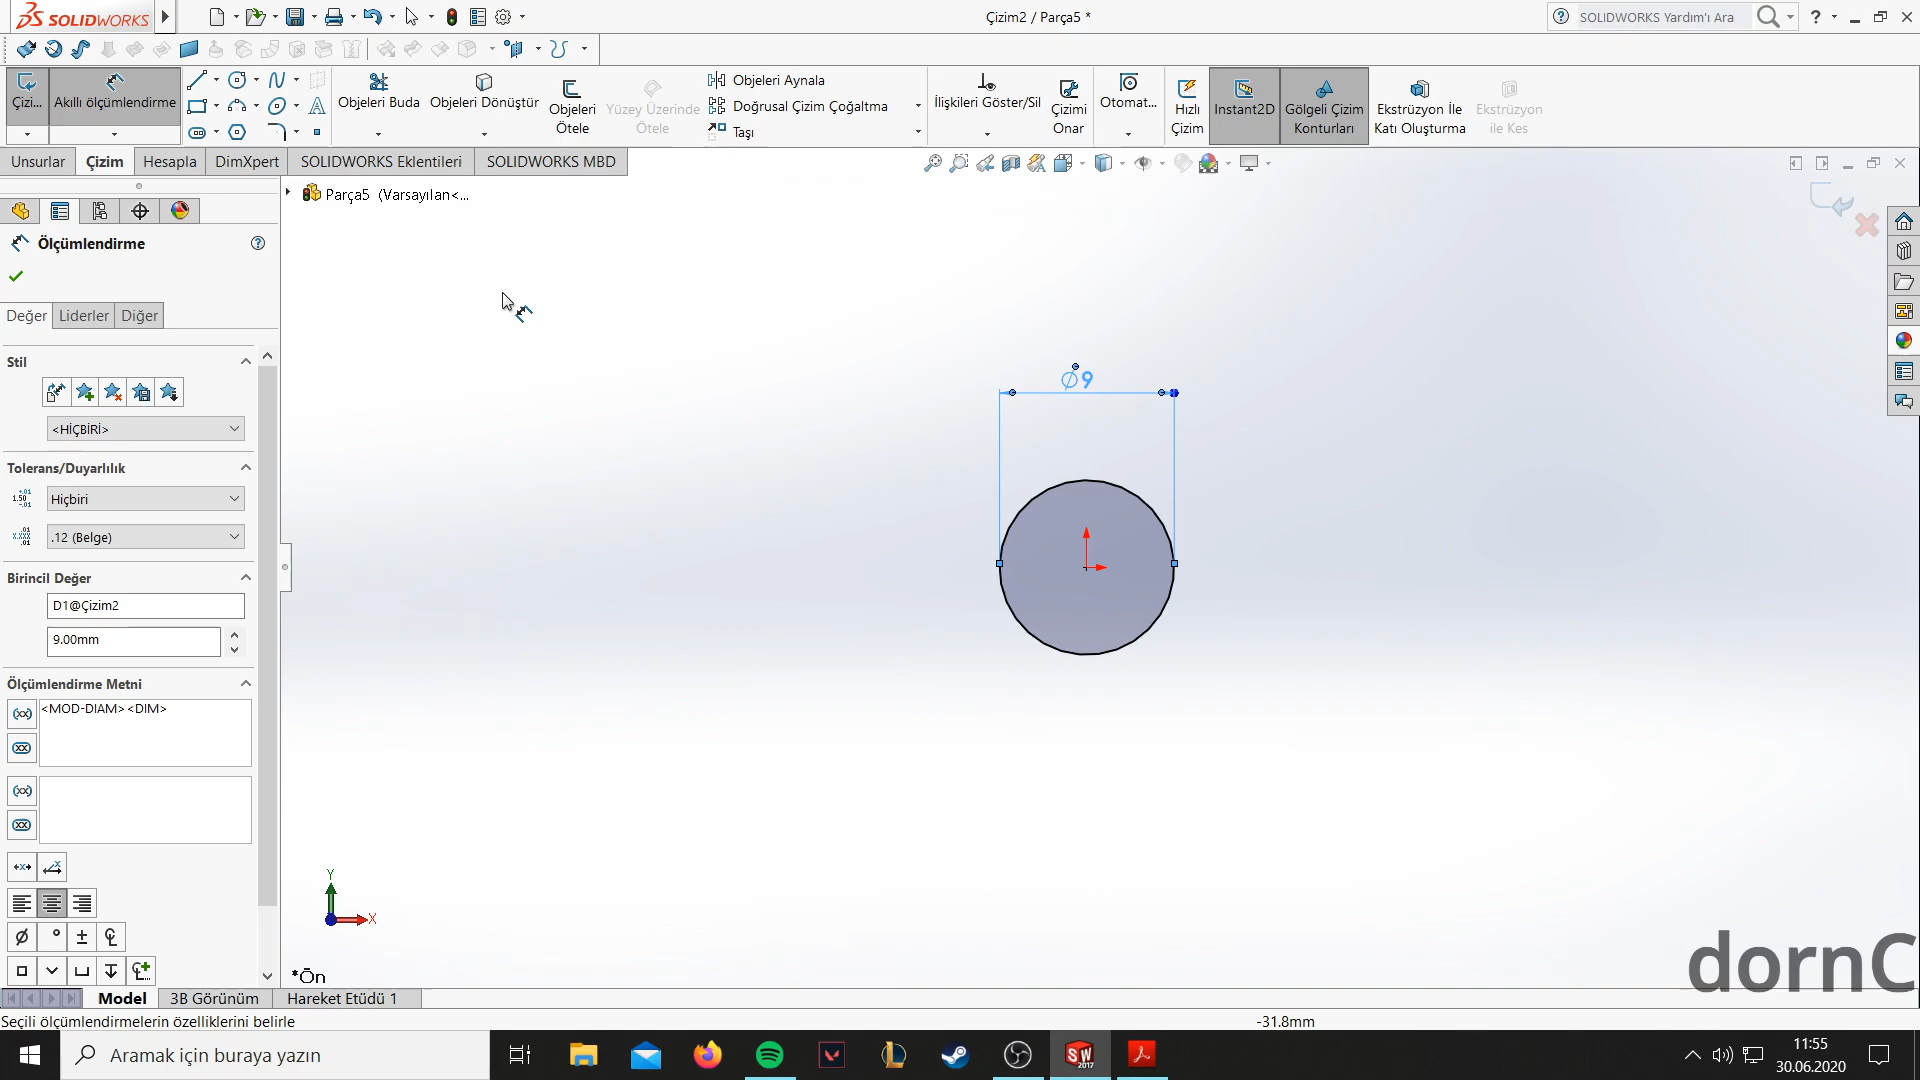 SOLIDWORKS
Çizim2 / Parça5 *
SOLIDWORKS Yardım'ı Ara
?
Çizi...
Akıllı ölçümlendirme
Objeleri Buda
Objeleri Dönüştür
Objeleri
Ötele
Yüzey Üzerinde
Ötele
Objeleri Aynala
Doğrusal Çizim Çoğaltma
Taşı
İlişkileri Göster/Sil
Çizimi
Onar
Otomat...
Hızlı
Çizim
Instant2D
Gölgeli Çizim
Konturları
Ekstrüzyon İle
Katı Oluşturma
Ekstrüzyon
ile Kes
Unsurlar
Çizim
Hesapla
DimXpert
SOLIDWORKS Eklentileri
SOLIDWORKS MBD
Parça5 (Varsayılan<...
Ölçümlendirme
Değer
Liderler
Diğer
Stil
<HİÇBİRİ>
Tolerans/Duyarlılık
Hiçbiri
.12 (Belge)
Birincil Değer
D1@Çizim2
9.00mm
Ölçümlendirme Metni
<MOD-DIAM><DIM>
∅9
Y
X
*Ön
dornC
Model
3B Görünüm
Hareket Etüdü 1
Seçili ölçümlendirmelerin özelliklerini belirle
-31.8mm
Aramak için buraya yazın
SW
2017
11:55
30.06.2020